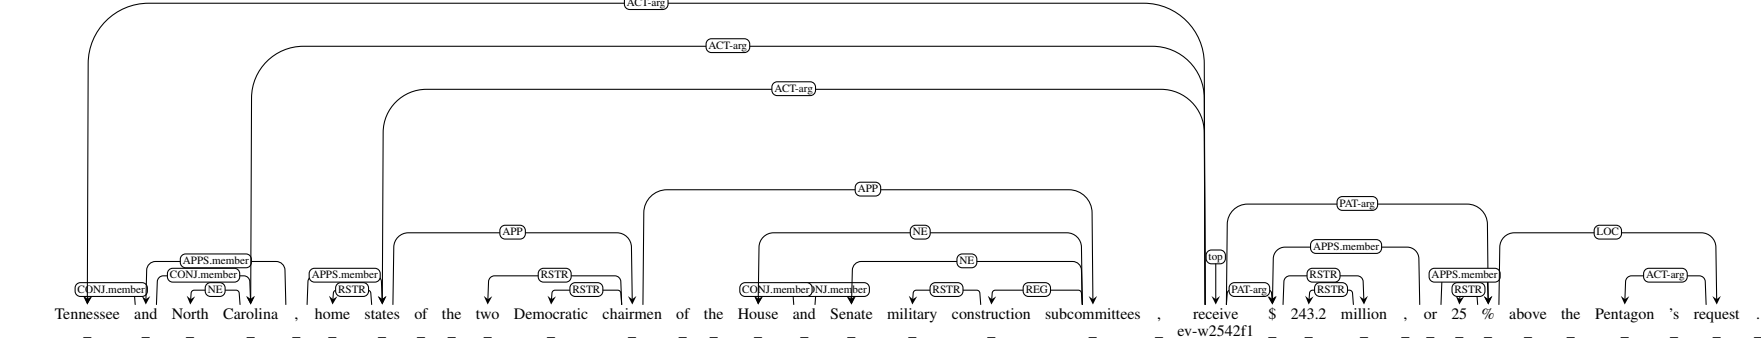 ACT-arg
ACT-arg
ACT-arg
APP
PAT-arg
APP NE LOC
APPS.member NE top APPS.member
CONJ.member APPS.member RSTR RSTR APPS.member ACT-arg
CONJ.member NE RSTR RSTR CONJ.member NJ.member RSTR REG PAT-arg RSTR RSTR
Tennessee and North Carolina , home states of the two Democratic chairmen of the House and Senate military construction subcommittees , receive $ 243.2 million , or 25 % above the Pentagon 's request .
_ _ _ _ _ _ _ _ _ _ _ _ _ _ _ _ _ _ _ _ _ ev-w2542f1 _ _ _ _ _ _ _ _ _ _ _ _ _